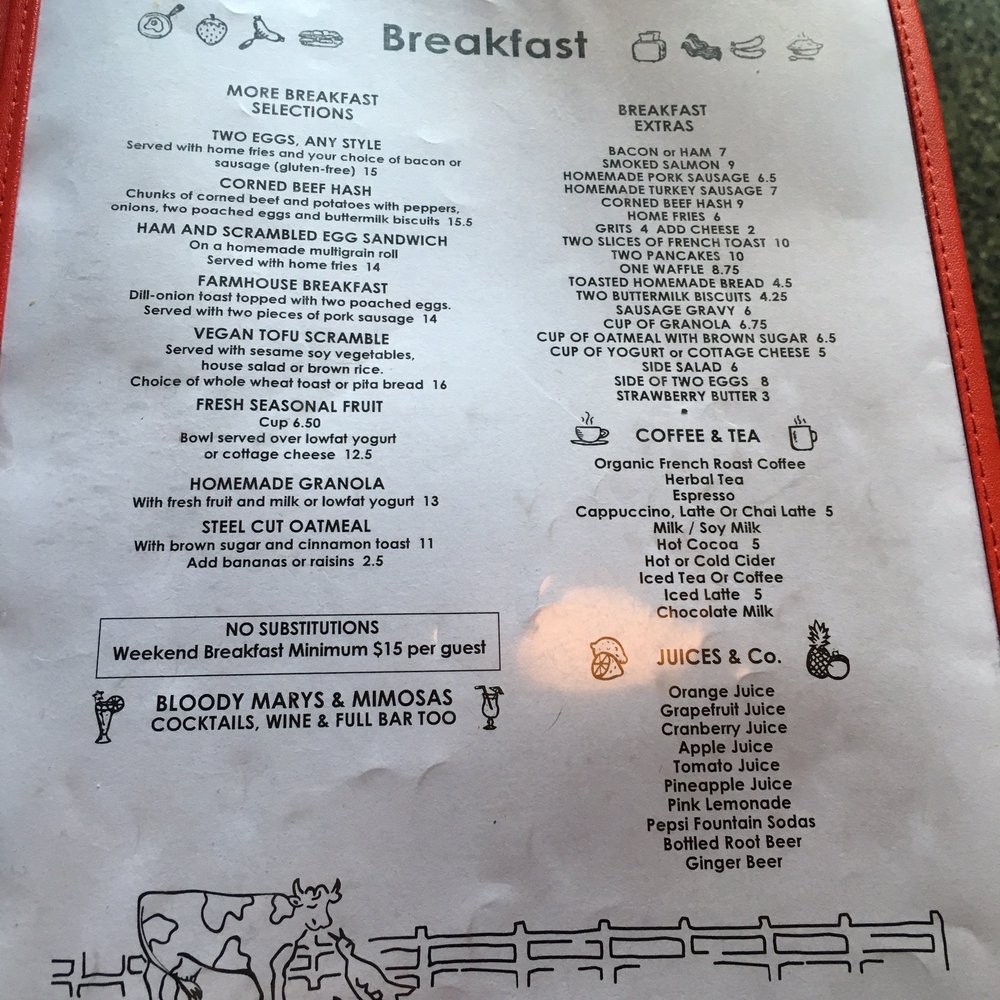 Breakfast
MORE BREAKFAST
SELECTIONS
TWO EGGS, ANY STYLE
Served with home fries and your choice of bacon or
sausage (gluten-free) 15
CORNED BEEF HASH
Chunks of corned beef and potatoes with peppers,
onions, two poached eggs and buttermilk biscuits 15.5
HAM AND SCRAMBLED EGG SANDWICH
On a homemade multigrain roll
Served with home fries 14
FARMHOUSE BREAKFAST
Dill-onion toast topped with two poached eggs.
Served with two pieces of pork sausage 14
VEGAN TOFU SCRAMBLE
Served with sesame soy vegetables,
house salad or brown rice.
Choice of whole wheat toast or pita bread 16
FRESH SEASONAL FRUIT
Cup 6.50
Bowl served over lowfat yogurt
or cottage cheese 12.5
HOMEMADE GRANOLA
With fresh fruit and milk or lowfat yogurt 13
STEEL CUT OATMEAL
With brown sugar and cinnamon toast 11
Add bananas or raisins 2.5
NO SUBSTITUTIONS
Weekend Breakfast Minimum $15 per guest
BLOODY MARYS & MIMOSAS
COCKTAILS, WINE & FULL BAR TOO
BREAKFAST
EXTRAS
BACON or HAM 7
SMOKED SALMON 9
HOMEMADE PORK SAUSAGE 6.5
HOMEMADE TURKEY SAUSAGE 7
CORNED BEEF HASH 9
HOME FRIES 6
GRITS 4 ADD CHEESE 2
TWO SLICES OF FRENCH TOAST 10
TWO PANCAKES 10
ONE WAFFLE 8.75
TOASTED HOMEMADE BREAD 4.5
TWO BUTTERMILK BISCUITS 4.25
SAUSAGE GRAVY 6
CUP OF GRANOLA 6.75
CUP OF OATMEAL WITH BROWN SUGAR 6.5
CUP OF YOGURT or COTTAGE CHEESE 5
SIDE SALAD 6
SIDE OF TWO EGGS 8
STRAWBERRY BUTTER 3
COFFEE & TEA
Organic French Roast Coffee
Herbal Tea
Espresso
Cappuccino, Latte Or Chai Latte 5
Milk / Soy Milk
Hot Cocoa 5
Hot or Cold Cider
Iced Tea Or Coffee
Iced Latte 5
Chocolate Milk
JUICES & Co.
Orange Juice
Grapefruit Juice
Cranberry Juice
Apple Juice
Tomato Juice
Pineapple Juice
Pink Lemonade
Pepsi Fountain Sodas
Bottled Root Beer
Ginger Beer